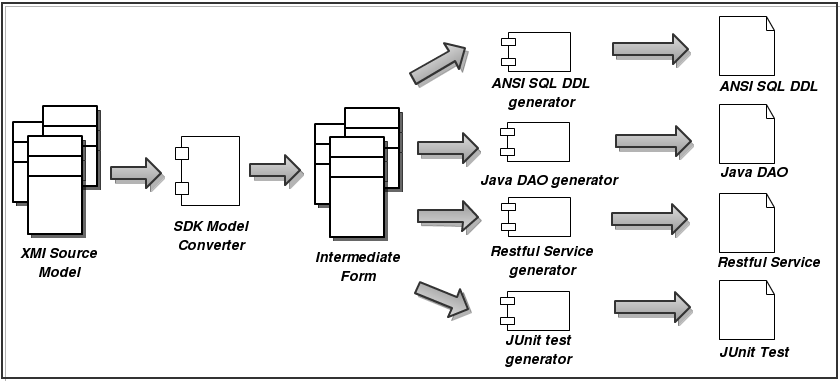 XMI Source
Model
SDK Model
Converter
Intermediate
Form
ANSI SQL DDL
generator
ANSI SQL DDL
Java DAO generator
Java DAO
Restful Service
generator
Restful Service
JUnit test
generator
JUnit Test